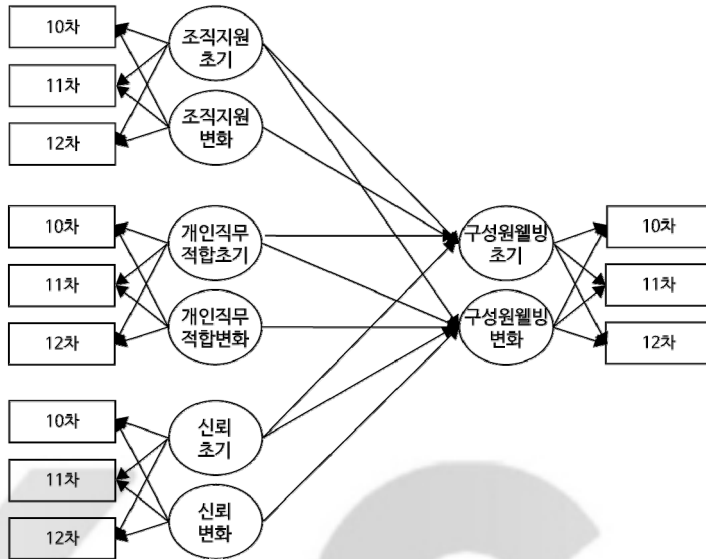 10차
11차
12차
조직지원
초기
조직지원
변화
10차
11차
12차
개인직무
적합초기
개인직무
적합변화
10차
11차
12차
신뢰
초기
신뢰
변화
구성원웰빙
초기
구성원웰빙
변화
10차
11차
12차